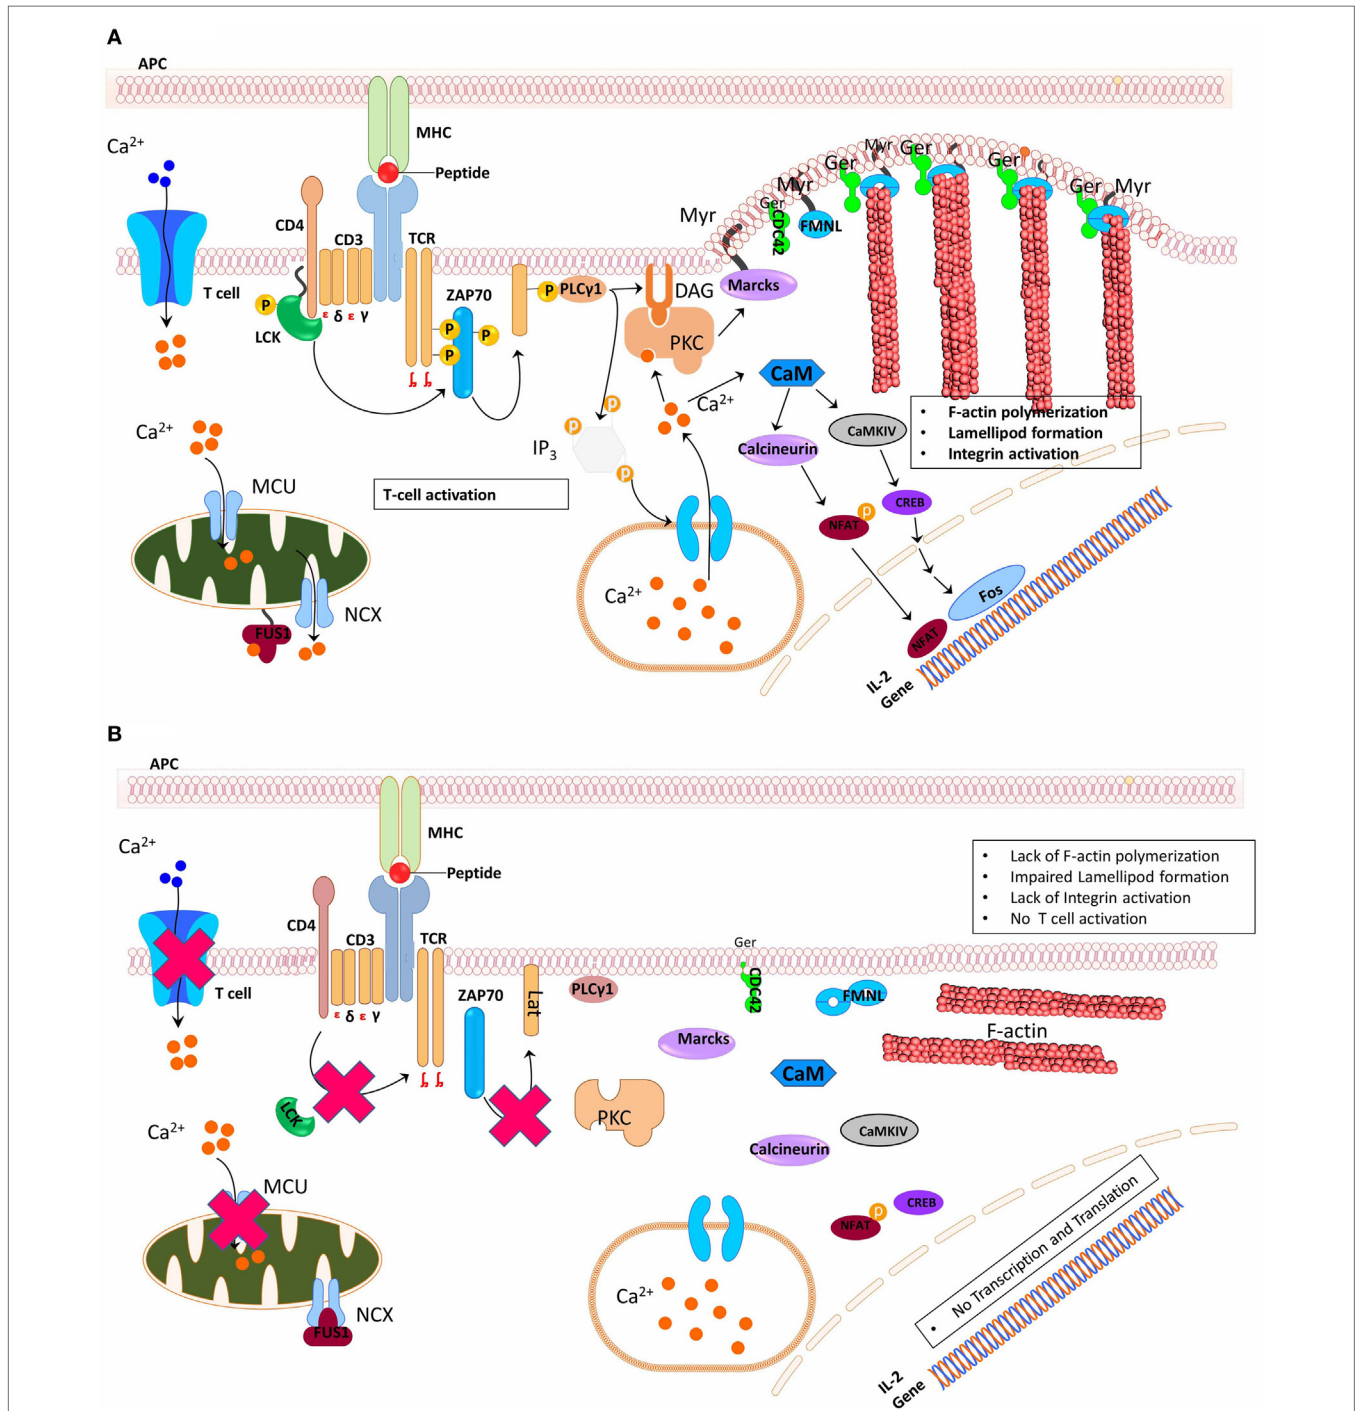 A
APC
Ca2+
MHC
Peptide
CD4
CD3
TCR
T cell
P
LCK
ε δ ε γ
ZAP70
P
P
P
ζ ζ
P
PLCγ1
DAG
PKC
Marcks
Myr
Myr
Ger
CDC42
FMNL
Ger
Myr
Ger
Ger
Ger
Myr
Ca2+
CaM
CaMKIV
Calcineurin
• F-actin polymerization
• Lamellipod formation
• Integrin activation
Ca2+
MCU
NCX
FUS1
T-cell activation
IP3
p
p
p
Ca2+
NFAT
p
CREB
Fos
NFAT
IL-2
Gene
B
APC
Ca2+
MHC
Peptide
CD4
CD3
TCR
T cell
ε δ ε γ
ZAP70
Lat
PLCγ1
ζ ζ
LCK
Ger
CDC42
FMNL
Marcks
F-actin
CaM
PKC
CaMKIV
Calcineurin
• Lack of F-actin polymerization
• Impaired Lamellipod formation
• Lack of Integrin activation
• No T cell activation
Ca2+
MCU
NCX
FUS1
Ca2+
NFAT
p
CREB
• No Transcription and Translation
IL-2
Gene